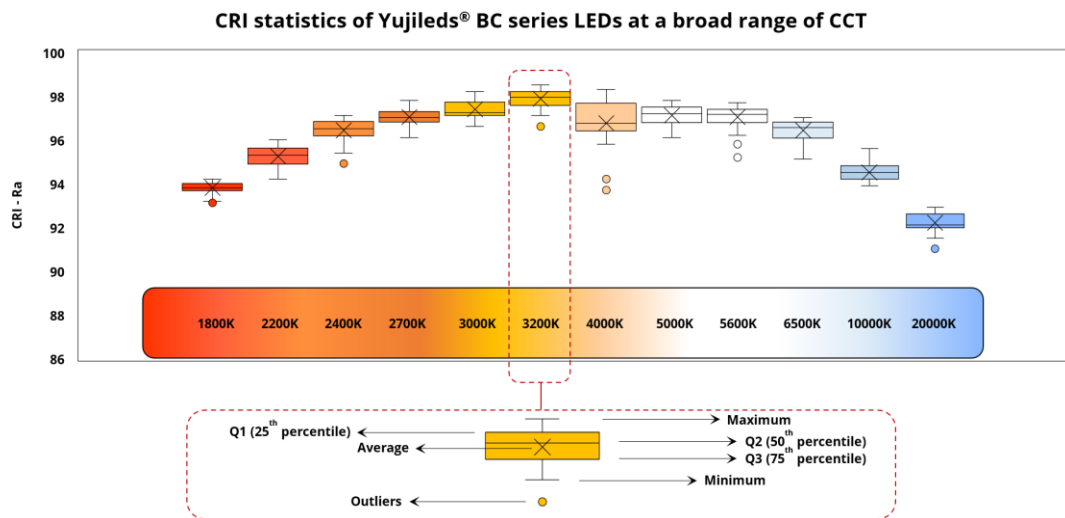 CRI statistics of Yujileds® BC series LEDs at a broad range of CCT
100
98
96
94
92
90
88
86
CRI - Ra
1800K 2200K 2400K 2700K 3000K 3200K 4000K 5000K 5600K 6500K 10000K 20000K
Maximum
Q1 (25th percentile)
Q2 (50th percentile)
Average
Q3 (75th percentile)
Minimum
Outliers